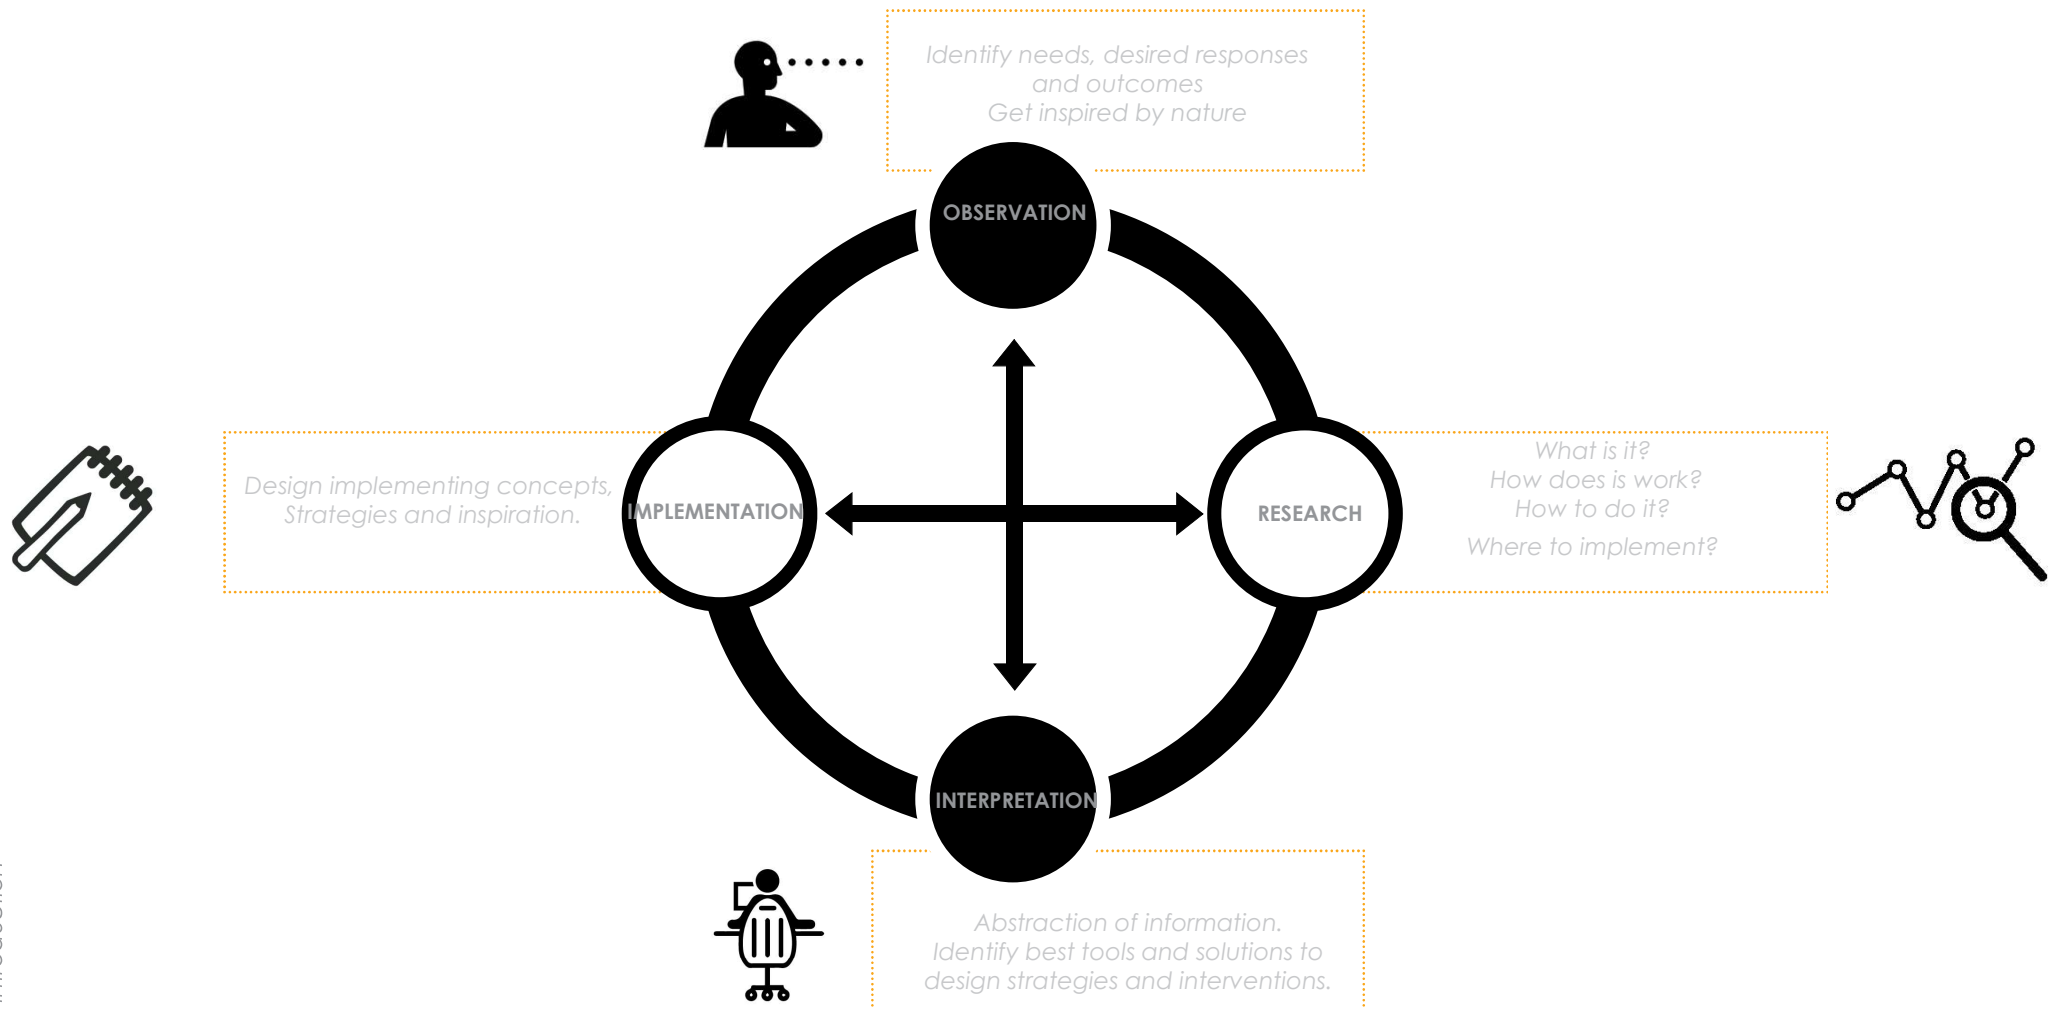 Identify needs, desired responses
and outcomes
Get inspired by nature
OBSERVATION
Design implementing concepts,
Strategies and inspiration.
IMPLEMENTATION
RESEARCH
What is it?
How does is work?
How to do it?
Where to implement?
INTERPRETATION
Abstraction of information.
Identify best tools and solutions to
design strategies and interventions.